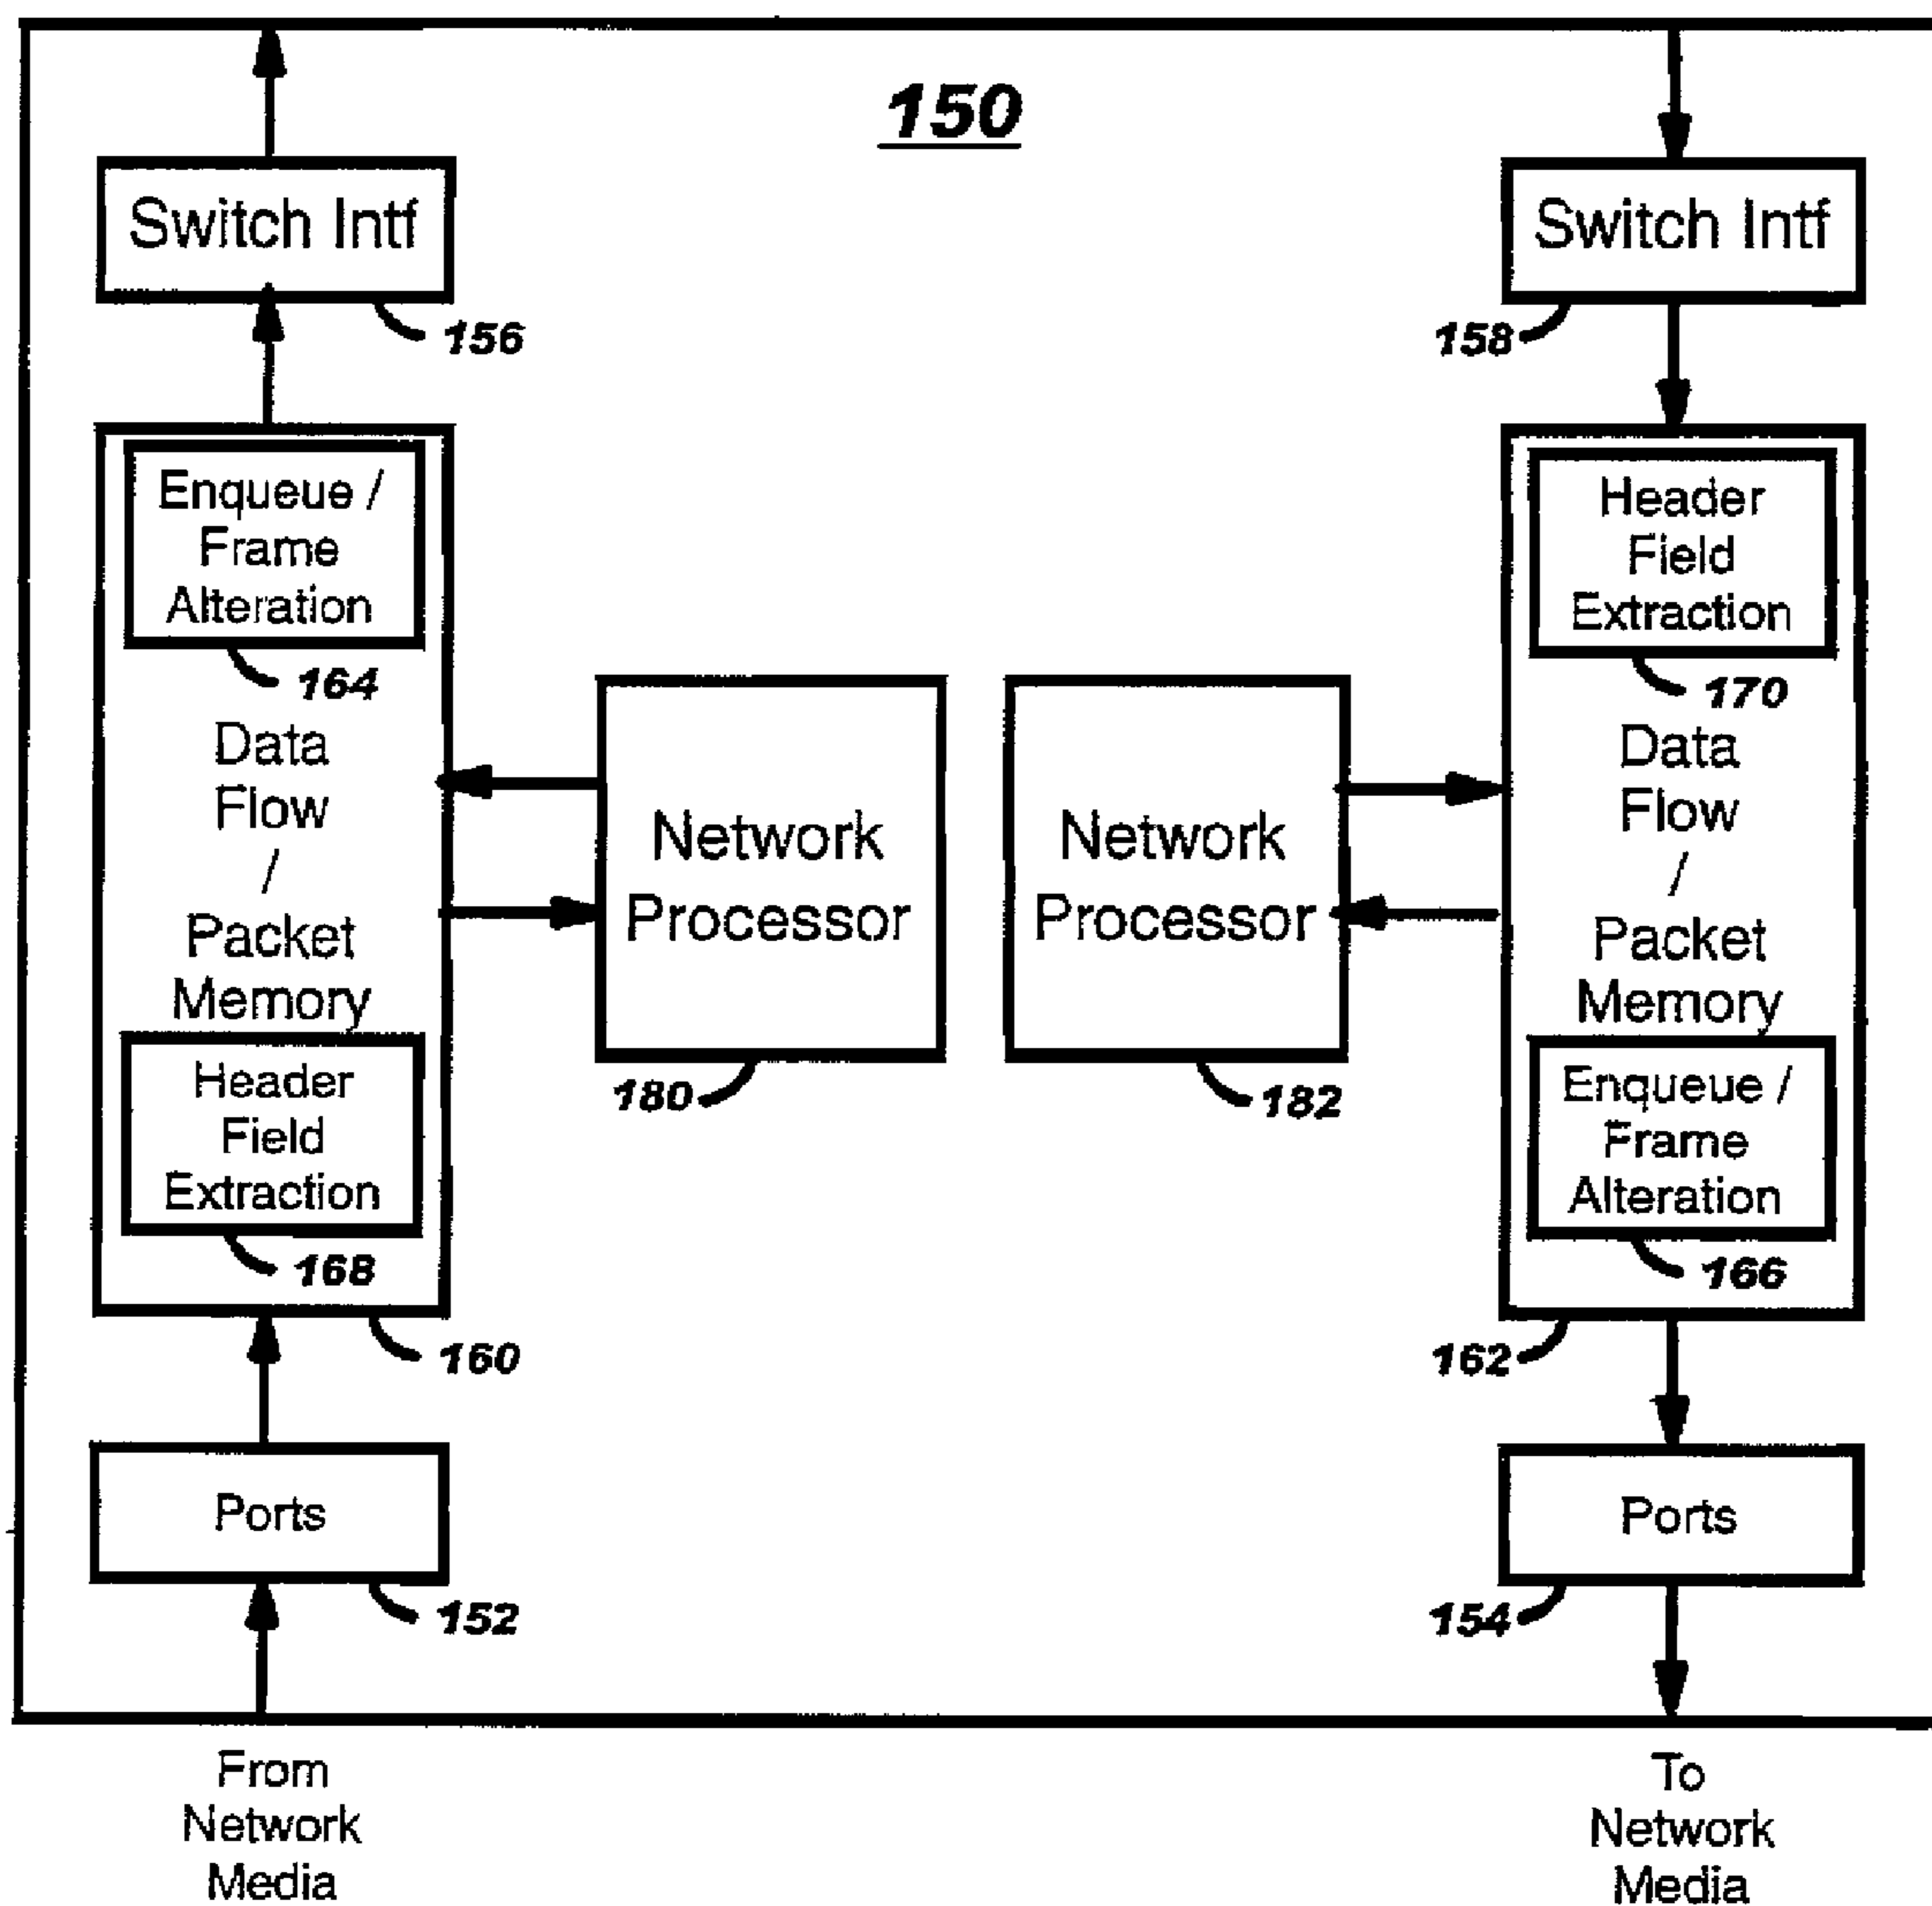 150
Switch Intf
156
Switch Intf
158
Enqueue /
Frame
Alteration
164
Data
Flow
/
Packet
Memory
Header
Field
Extraction
168
160
Network
Processor
180
Network
Processor
182
Header
Field
Extraction
170
Data
Flow
/
Packet
Memory
Enqueue /
Frame
Alteration
166
162
Ports
152
Ports
154
From
Network
Media
To
Network
Media